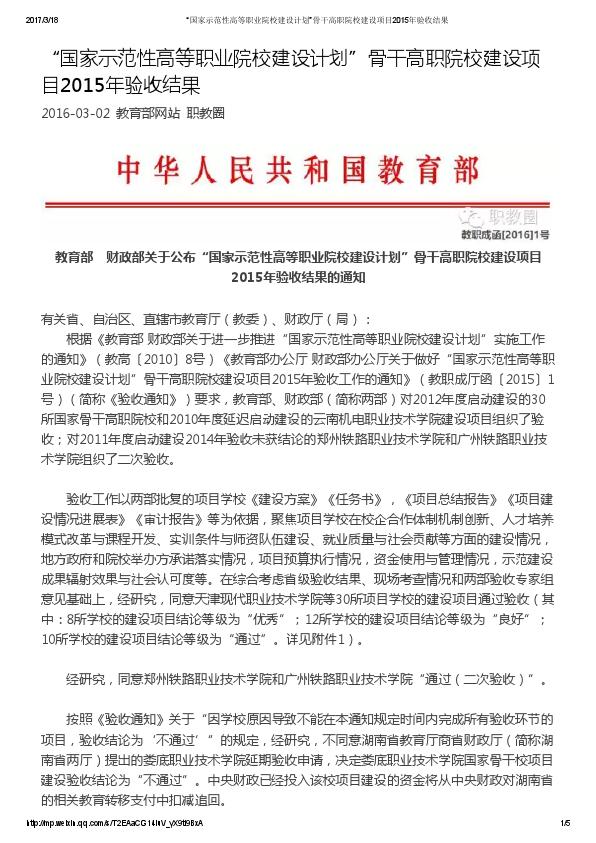 2017/3/18
“国家示范性高等职业院校建设计划”骨干高职院校建设项目2015年验收结果
“国家示范性高等职业院校建设计划”骨干高职院校建设项
目2015年验收结果
2016-03-02 教育部网站 职教圈
中华人民共和国教育部
职教圈
教职成函[2016]1号
教育部 财政部关于公布“国家示范性高等职业院校建设计划”骨干高职院校建设项目
2015年验收结果的通知
有关省、自治区、直辖市教育厅（教委）、财政厅（局）：
根据《教育部 财政部关于进一步推进“国家示范性高等职业院校建设计划”实施工作
的通知》（教高〔2010〕8号）《教育部办公厅 财政部办公厅关于做好“国家示范性高等职
业院校建设计划”骨干高职院校建设项目2015年验收工作的通知》（教职成厅函〔2015〕1
号）（简称《验收通知》）要求，教育部、财政部（简称两部）对2012年度启动建设的30
所国家骨干高职院校和2010年度延迟启动建设的云南机电职业技术学院建设项目组织了验
收；对2011年度启动建设2014年验收未获结论的郑州铁路职业技术学院和广州铁路职业技
术学院组织了二次验收。
验收工作以两部批复的项目学校《建设方案》《任务书》，《项目总结报告》《项目建
设情况进展表》《审计报告》等为依据，聚焦项目学校在校企合作体制机制创新、人才培养
模式改革与课程开发、实训条件与师资队伍建设、就业质量与社会贡献等方面的建设情况，
地方政府和院校举办方承诺落实情况，项目预算执行情况，资金使用与管理情况，示范建设
成果辐射效果与社会认可度等。在综合考虑省级验收结果、现场考查情况和两部验收专家组
意见基础上，经研究，同意天津现代职业技术学院等30所项目学校的建设项目通过验收（其
中：8所学校的建设项目结论等级为“优秀”；12所学校的建设项目结论等级为“良好”；
10所学校的建设项目结论等级为“通过”。详见附件1）。
经研究，同意郑州铁路职业技术学院和广州铁路职业技术学院“通过（二次验收）”。
按照《验收通知》关于“因学校原因导致不能在本通知规定时间内完成所有验收环节的
项目，验收结论为‘不通过’”的规定，经研究，不同意湖南省教育厅商省财政厅（简称湖
南省两厅）提出的娄底职业技术学院延期验收申请，决定娄底职业技术学院国家骨干校项目
建设验收结论为“不通过”。中央财政已经投入该校项目建设的资金将从中央财政对湖南省
的相关教育转移支付中扣减追回。
http://mp.weixin.qq.com/s/T2EAaCG14lnV_yX9tI9BxA
1/5